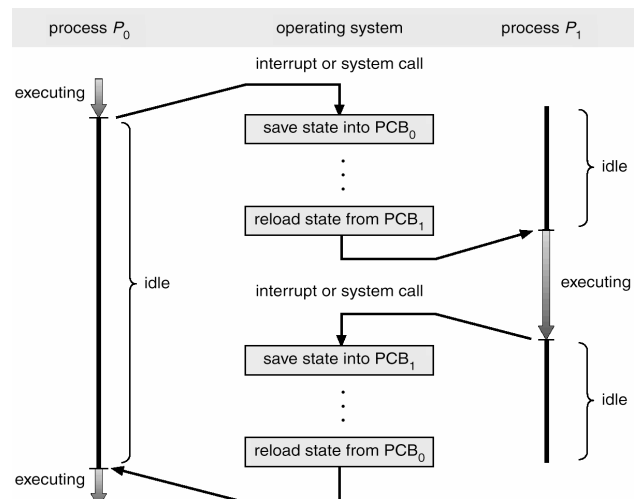 process P0 operating system process P1
interrupt or system call
executing
save state into PCB0
idle
reload state from PCB1
idle
interrupt or system call
executing
save state into PCB1
idle
reload state from PCB0
executing